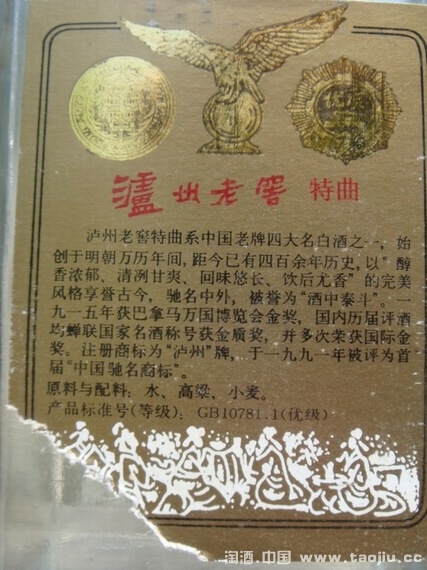 泸州老窖 特曲
泸州老窖特曲系中国老牌四大名白酒之一，始
创于明朝万历年间，距今已有四百余年历史，以“醇
香浓郁、清冽甘爽、回味悠长、饮后尤香”的完美
风格享誉古今，驰名中外，被誉为“酒中泰斗”。一
九一五年获巴拿马万国博览会金奖，国内历届评酒
均蝉联国家名酒称号获金质奖，并多次荣获国际金
奖。注册商标为“泸州”牌，于一九九一年被评为首
届“中国驰名商标”。
原料与配料：水、高粱、小麦。
产品标准号(等级)：GB10781.1(优级)
淘酒.中国 www.taojiu.cc